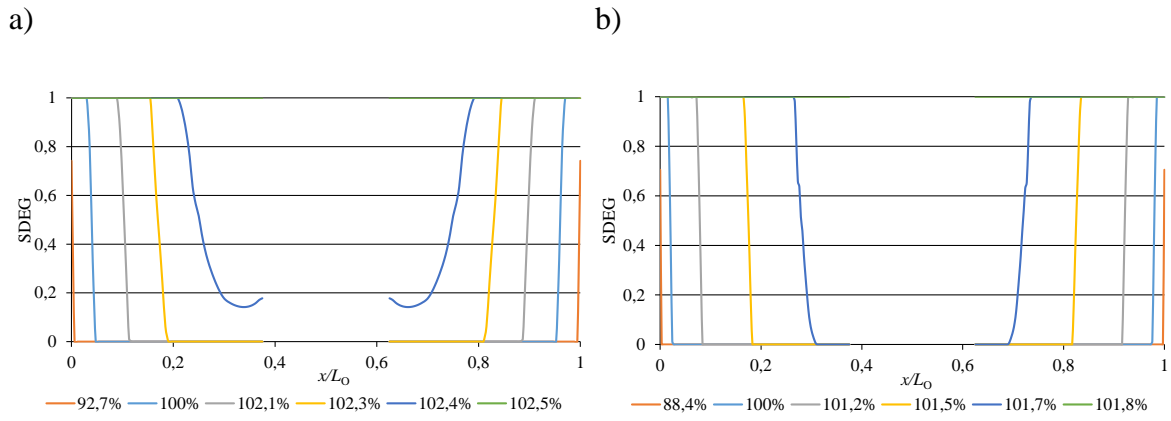 a)
1
0,8
0,6
0,4
0,2
0
SDEG
0 0,2 0,4 0,6 0,8 1
x/LO
92,7% 100% 102,1% 102,3% 102,4% 102,5%
b)
1
0,8
0,6
0,4
0,2
0
SDEG
0 0,2 0,4 0,6 0,8 1
x/LO
88,4% 100% 101,2% 101,5% 101,7% 101,8%